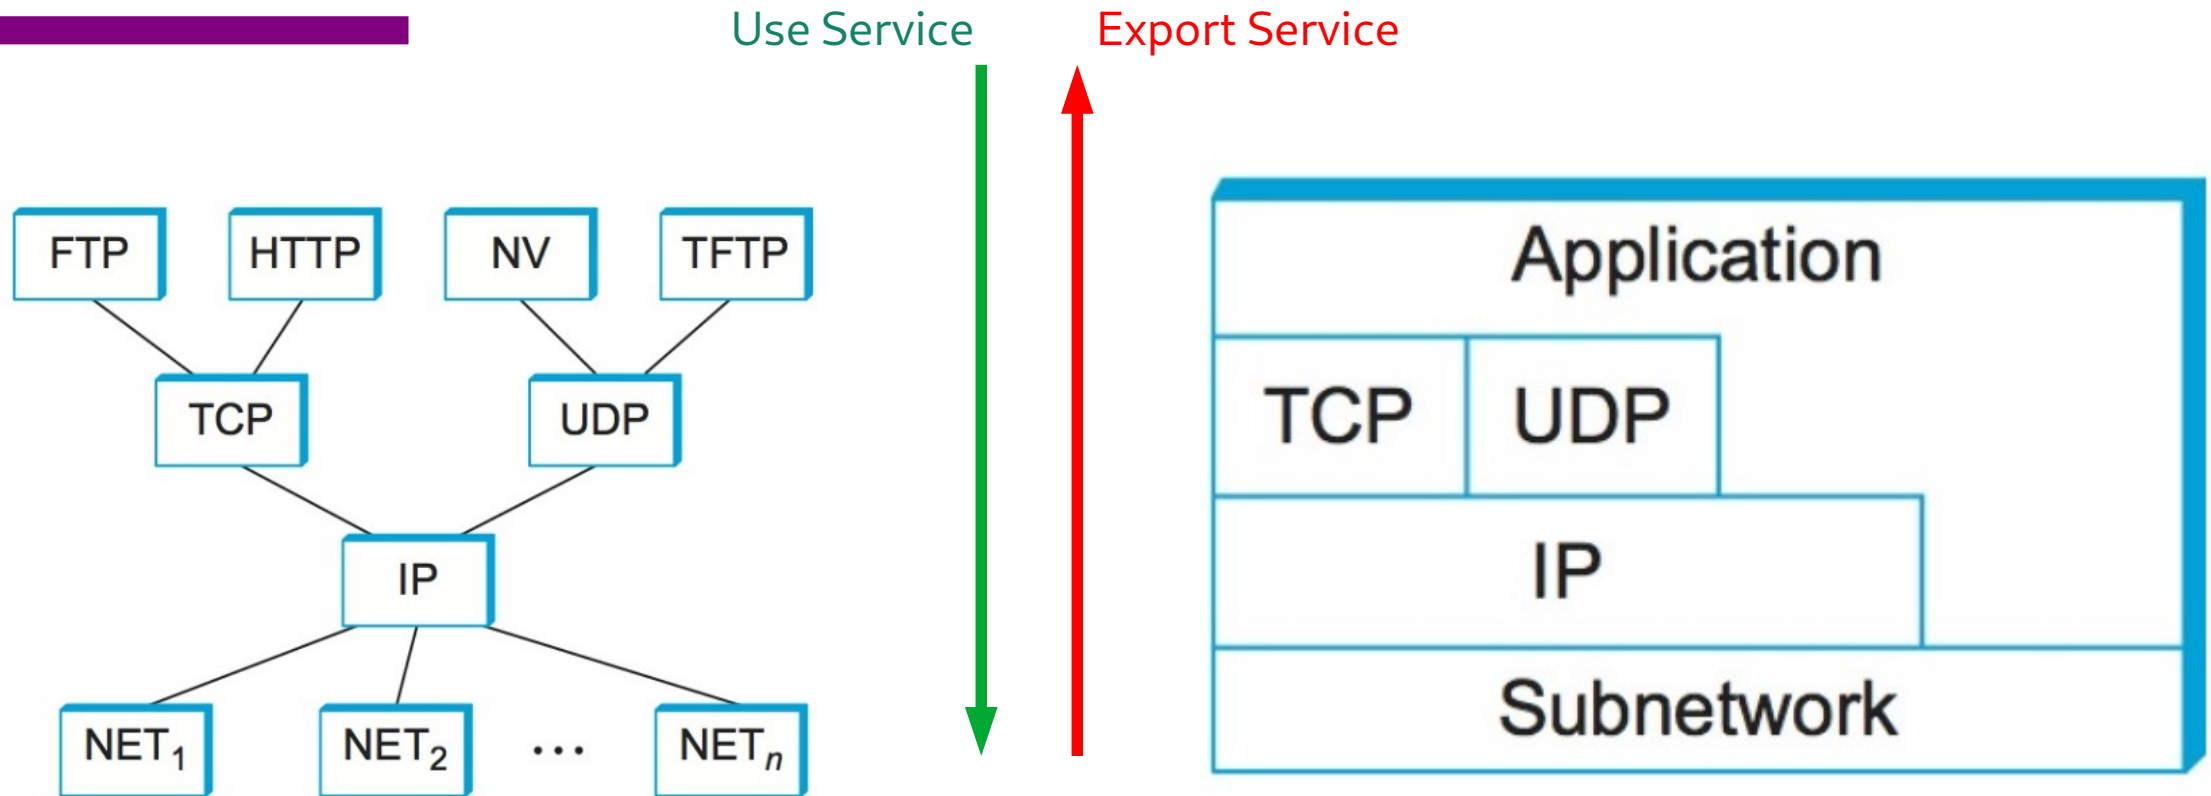 Use Service
Export Service
FTP
HTTP
NV
TFTP
TCP
UDP
IP
NET₁
NET₂
...
NETₙ
Application
TCP
UDP
IP
Subnetwork